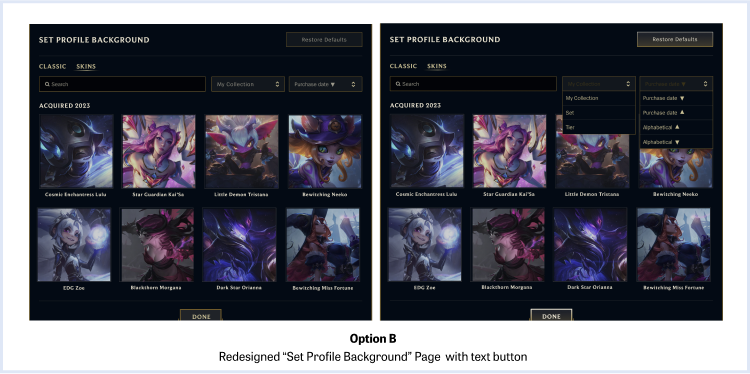 SET PROFILE BACKGROUND
Restore Defaults
CLASSIC SKINS
Search
My Collection
Purchase date ▼
ACQUIRED 2023
Cosmic Enchantress Lulu
Star Guardian Kai'Sa
Little Demon Tristana
Bewitching Neeko
EDG Zoe
Blackthorn Morgana
Dark Star Orianna
Bewitching Miss Fortune
DONE
SET PROFILE BACKGROUND
Restore Defaults
CLASSIC SKINS
Search
My Collection
Purchase date ▼
My Collection
Set
Tier
Purchase date ▼
Purchase date ▲
Alphabetical ▲
Alphabetical ▼
ACQUIRED 2023
Cosmic Enchantress Lulu
Star Guardian Kai'Sa
Little Demon Tristana
Bewitching Neeko
EDG Zoe
Blackthorn Morgana
Dark Star Orianna
Bewitching Miss Fortune
DONE
Option B
Redesigned “Set Profile Background” Page with text button